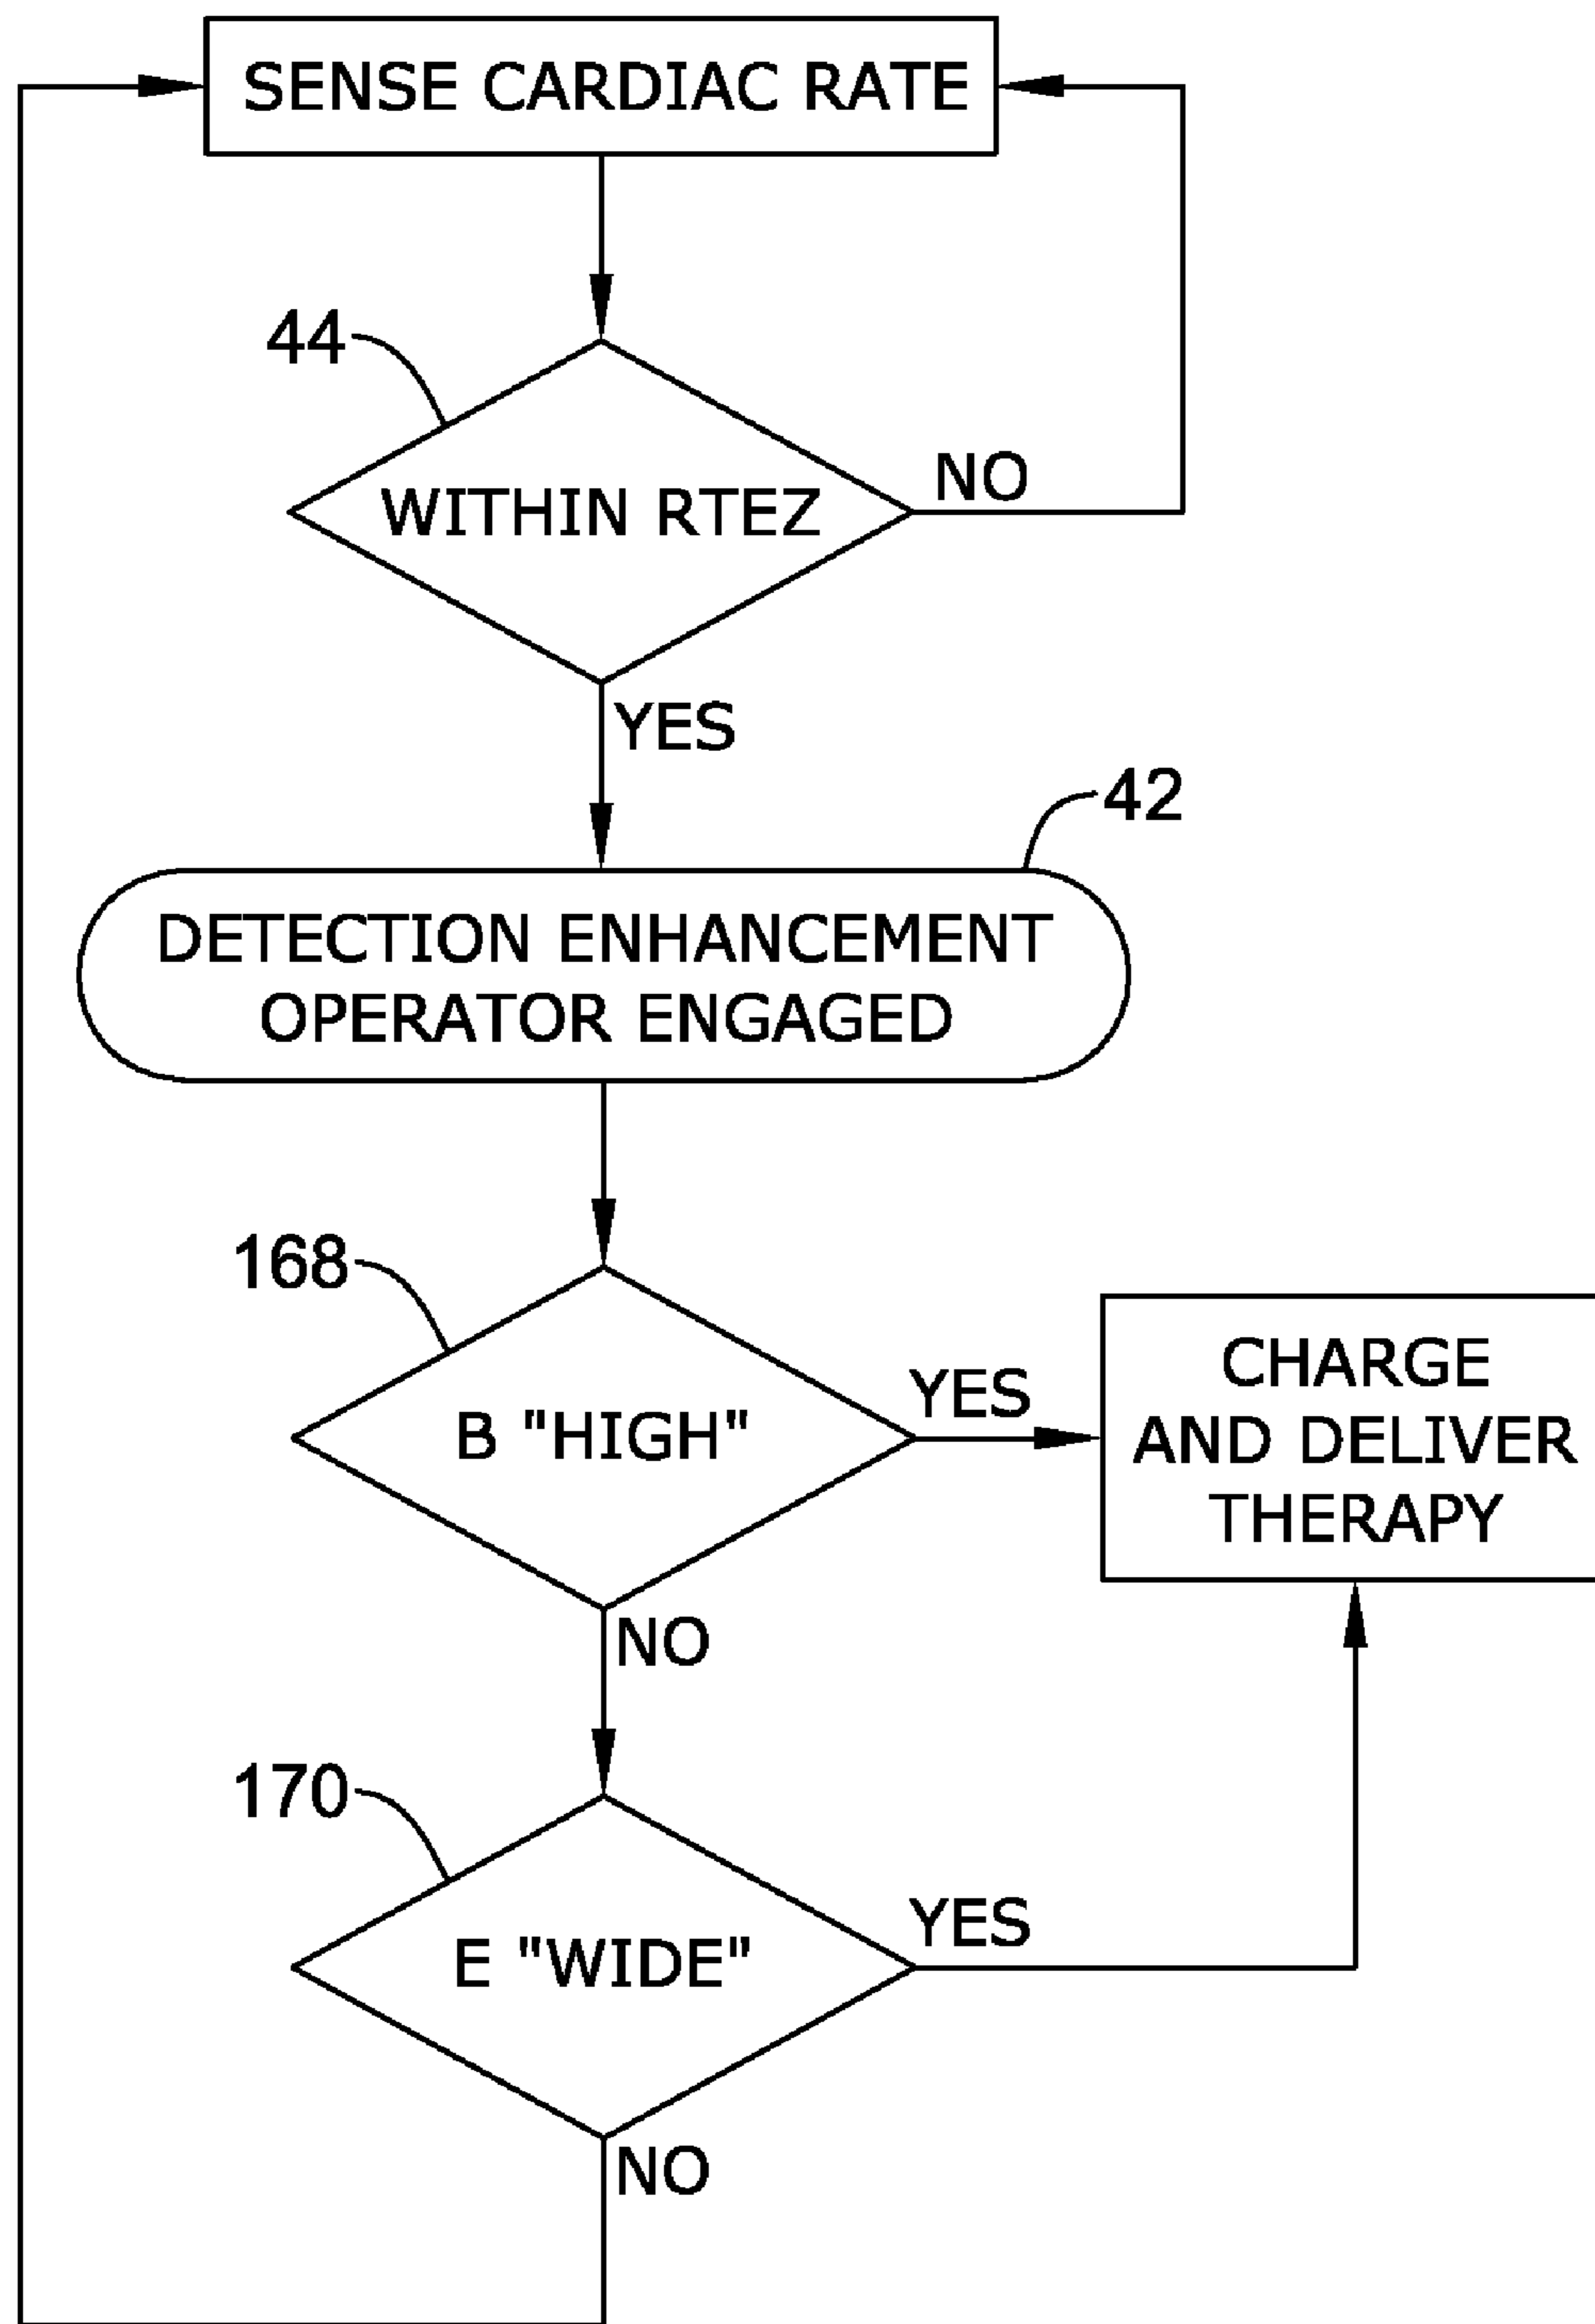 SENSE CARDIAC RATE
44
WITHIN RTEZ
NO
YES
42
DETECTION ENHANCEMENT
OPERATOR ENGAGED
168
B "HIGH"
YES
CHARGE
AND DELIVER
THERAPY
NO
170
E "WIDE"
YES
NO